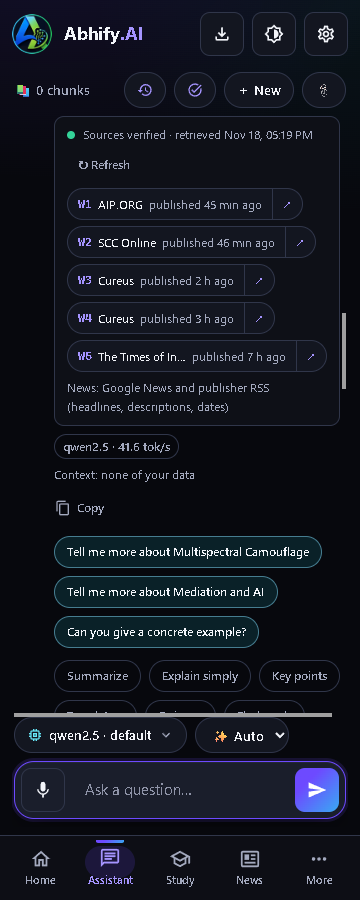 Abhify.AI
0 chunks
+ New
Sources verified · retrieved Nov 18, 05:19 PM
↻ Refresh
W1 AIP.ORG published 45 min ago ↗
W2 SCC Online published 46 min ago ↗
W3 Cureus published 2 h ago ↗
W4 Cureus published 3 h ago ↗
W5 The Times of In... published 7 h ago ↗
News: Google News and publisher RSS
(headlines, descriptions, dates)
qwen2.5 · 41.6 tok/s
Context: none of your data
Copy
Tell me more about Multispectral Camouflage
Tell me more about Mediation and AI
Can you give a concrete example?
Summarize Explain simply Key points
qwen2.5 · default Auto
Ask a question...
Home Assistant Study News More